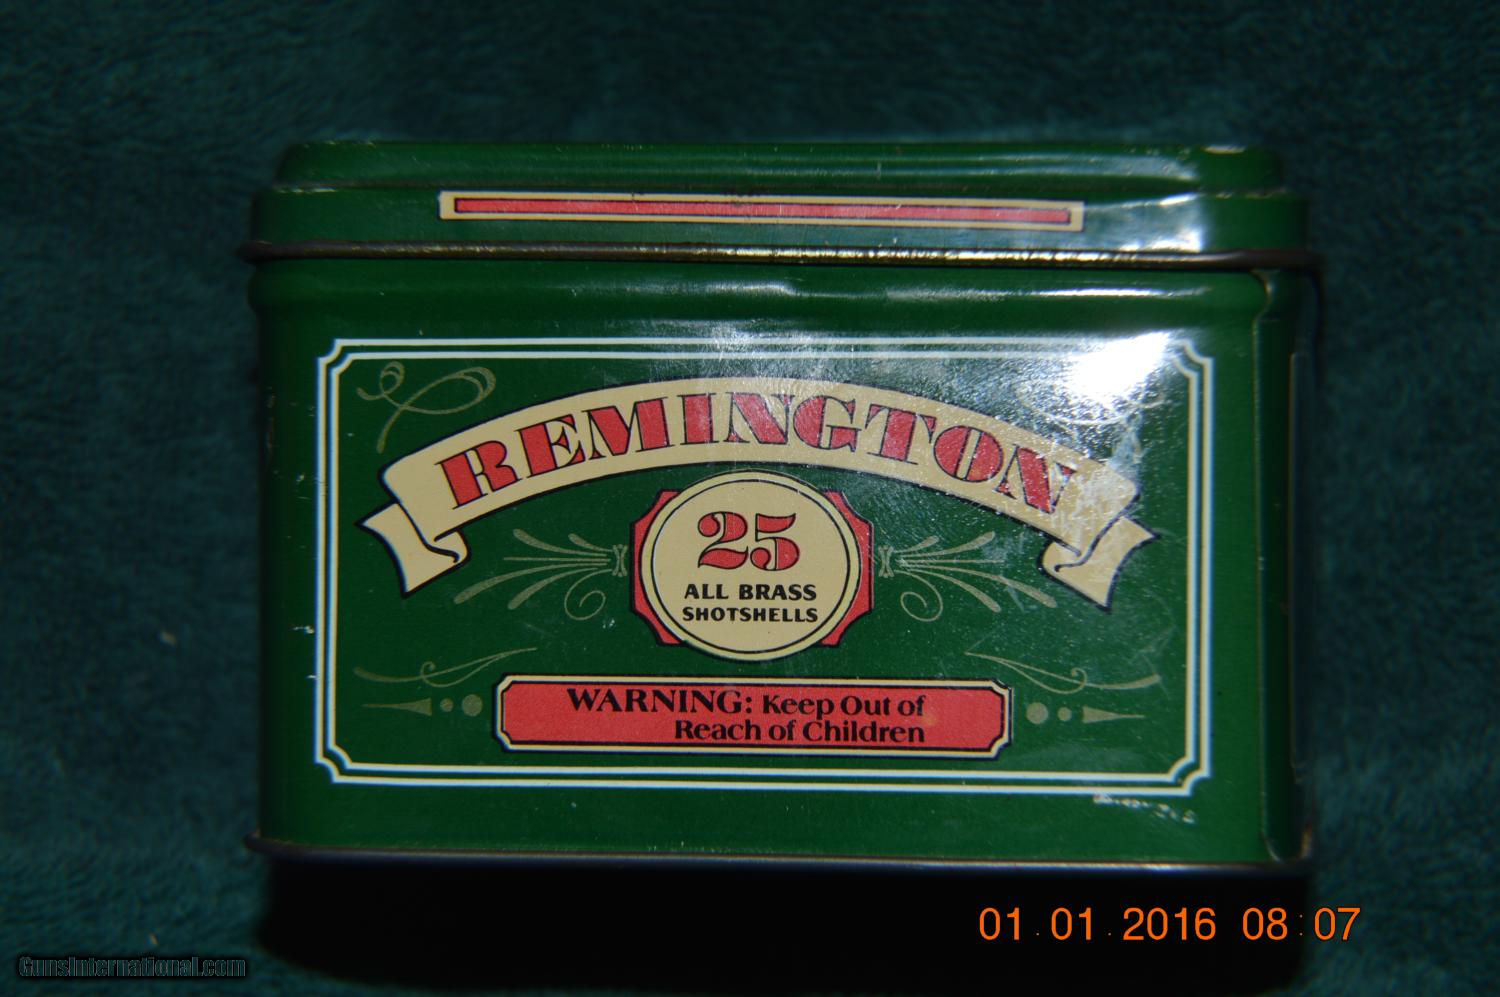 REMINGTON
25
ALL BRASS
SHOTSHELLS
WARNING: Keep Out of
Reach of Children
01.01.2016 08:07
GunsInternational.com